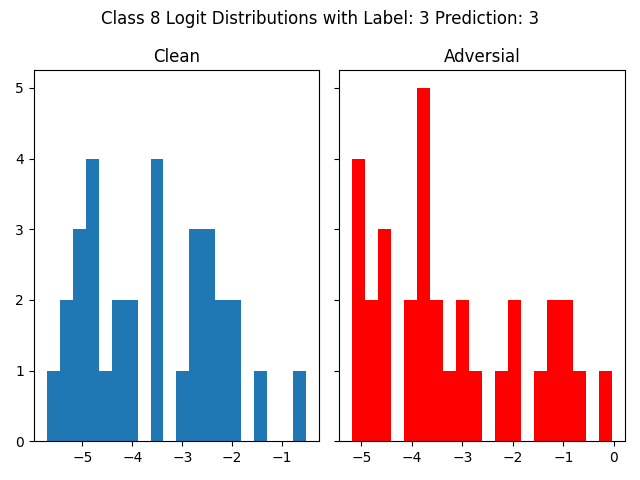 Class 8 Logit Distributions with Label: 3 Prediction: 3
Clean
Adversial
5
4
3
2
1
0
−5 −4 −3 −2 −1
−5 −4 −3 −2 −1 0